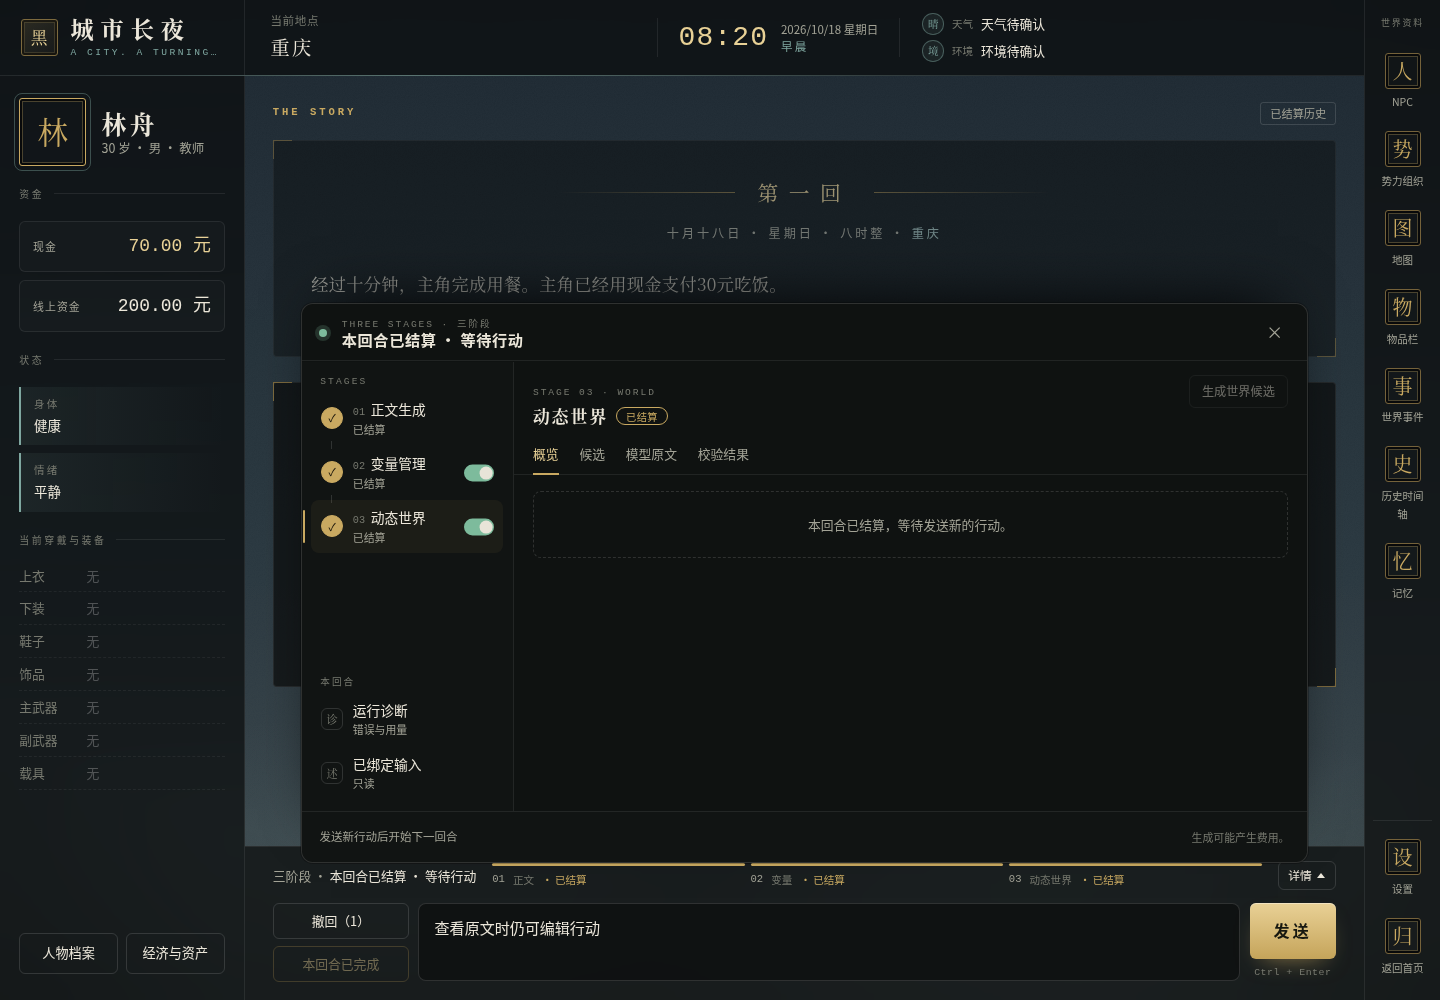 黑
城市长夜
A CITY. A TURNING…
当前地点
重庆
08:20
2026/10/18 星期日
早晨
晴 天气 天气待确认
境 环境 环境待确认
世界资料
林
林舟
30 岁 • 男 • 教师
资金
现金 70.00 元
线上资金 200.00 元
状态
身体
健康
情绪
平静
当前穿戴与装备
上衣 无
下装 无
鞋子 无
饰品 无
主武器 无
副武器 无
载具 无
人物档案
经济与资产
THE STORY
已结算历史
第一回
十月十八日 • 星期日 • 八时整 • 重庆
经过十分钟，主角完成用餐。主角已经用现金支付30元吃饭。
THREE STAGES · 三阶段
本回合已结算 • 等待行动
STAGES
01 正文生成
已结算
02 变量管理
已结算
03 动态世界
已结算
本回合
诊 运行诊断
错误与用量
述 已绑定输入
只读
STAGE 03 · WORLD
动态世界 已结算
生成世界候选
概览 候选 模型原文 校验结果
本回合已结算，等待发送新的行动。
发送新行动后开始下一回合
生成可能产生费用。
三阶段 • 本回合已结算 • 等待行动
01 正文 • 已结算
02 变量 • 已结算
03 动态世界 • 已结算
详情
撤回（1）
本回合已完成
查看原文时仍可编辑行动
发送
Ctrl + Enter
人
NPC
势
势力组织
图
地图
物
物品栏
事
世界事件
史
历史时间
轴
忆
记忆
设
设置
归
返回首页